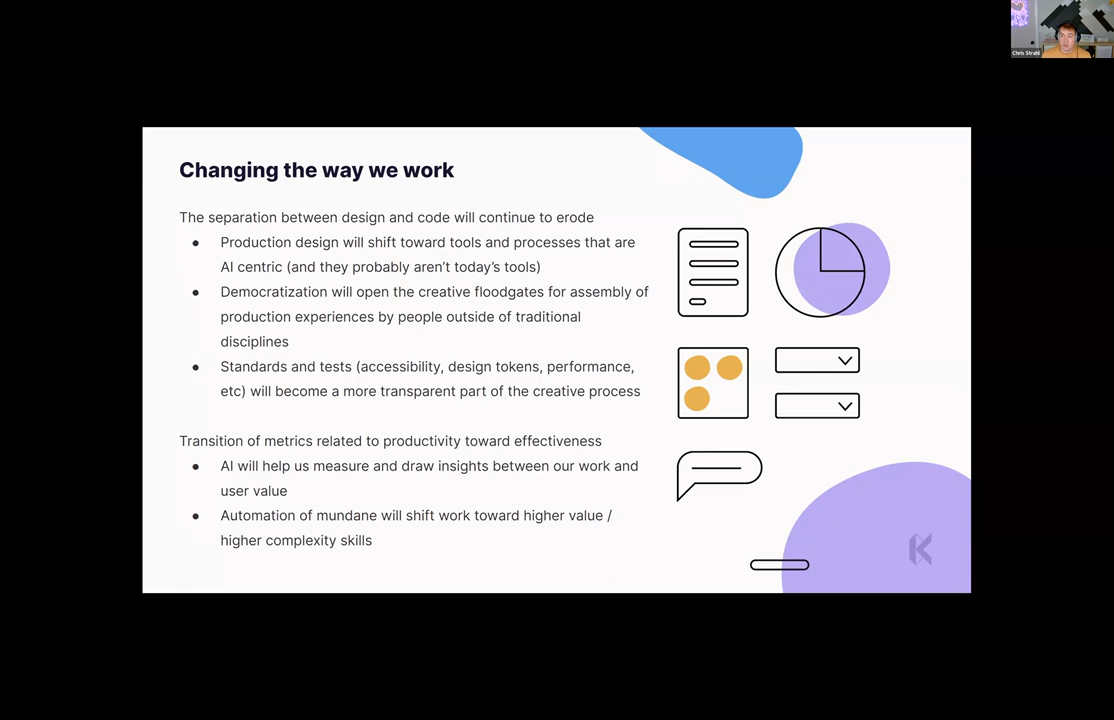 Chris Strahl
Changing the way we work
The separation between design and code will continue to erode
● Production design will shift toward tools and processes that are
AI centric (and they probably aren't today's tools)
● Democratization will open the creative floodgates for assembly of
production experiences by people outside of traditional
disciplines
● Standards and tests (accessibility, design tokens, performance,
etc) will become a more transparent part of the creative process
Transition of metrics related to productivity toward effectiveness
● AI will help us measure and draw insights between our work and
user value
● Automation of mundane will shift work toward higher value /
higher complexity skills